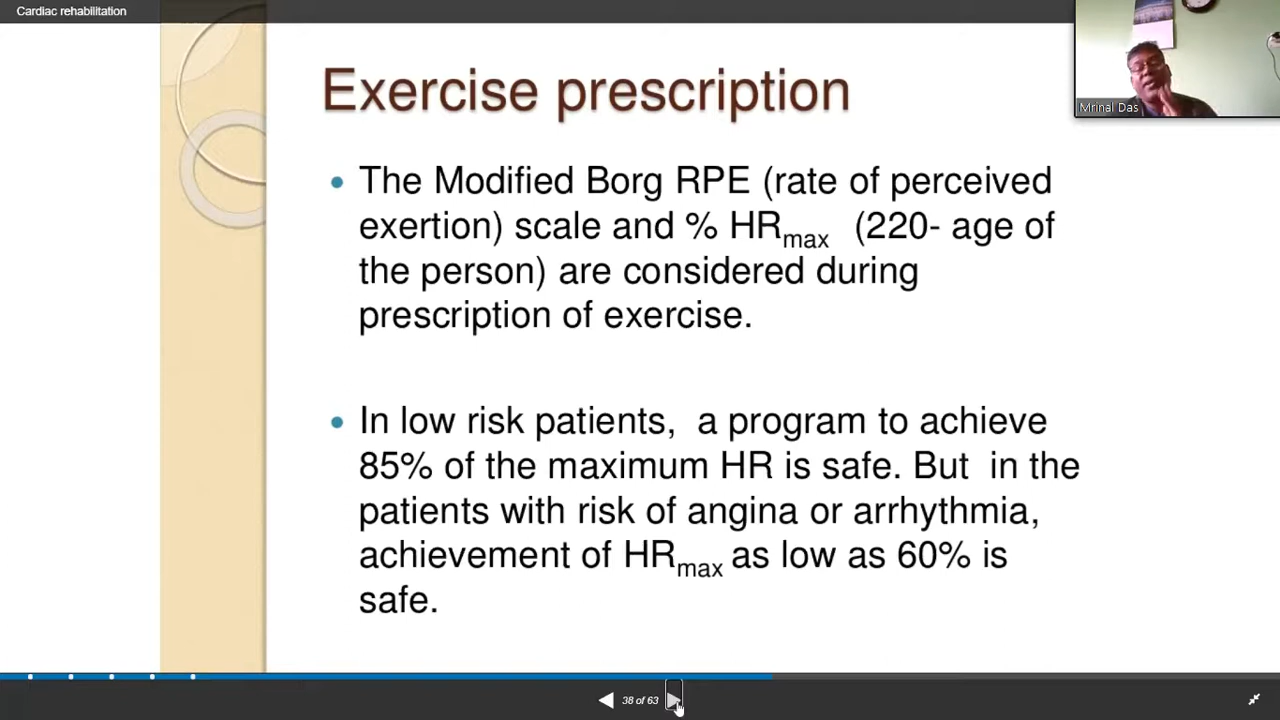 Cardiac rehabilitation
Mrinal Das
Exercise prescription
• The Modified Borg RPE (rate of perceived
exertion) scale and % HRmax (220- age of
the person) are considered during
prescription of exercise.
• In low risk patients, a program to achieve
85% of the maximum HR is safe. But in the
patients with risk of angina or arrhythmia,
achievement of HRmax as low as 60% is
safe.
38 of 63